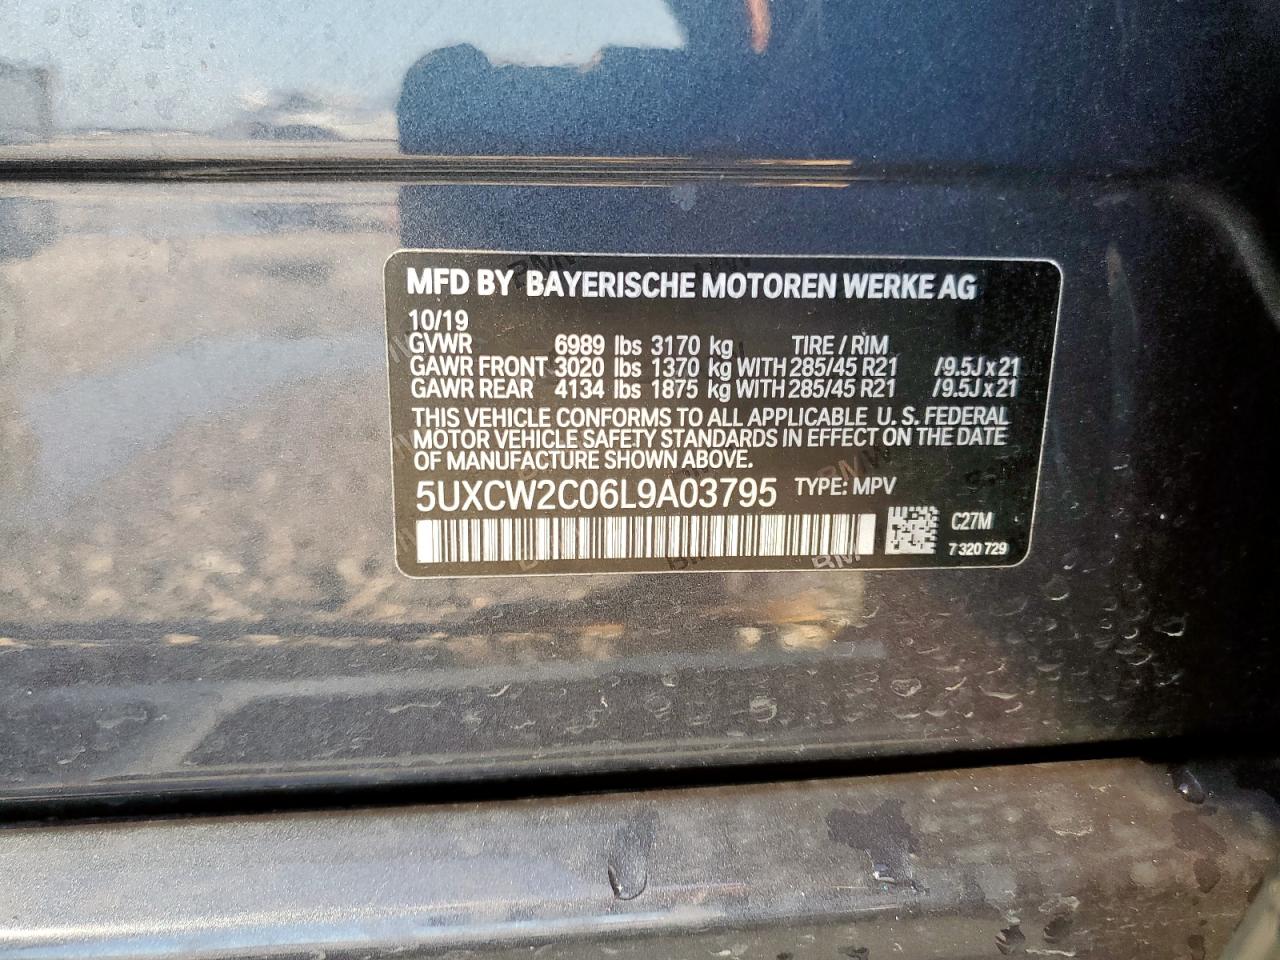 MFD BY BAYERISCHE MOTOREN WERKE AG
10/19
GVWR 6989 lbs 3170 kg TIRE / RIM
GAWR FRONT 3020 lbs 1370 kg WITH 285/45 R21 /9.5J x 21
GAWR REAR 4134 lbs 1875 kg WITH 285/45 R21 /9.5J x 21
THIS VEHICLE CONFORMS TO ALL APPLICABLE U.S. FEDERAL
MOTOR VEHICLE SAFETY STANDARDS IN EFFECT ON THE DATE
OF MANUFACTURE SHOWN ABOVE.
5UXCW2C06L9A03795 TYPE: MPV
C27M
7 320 729